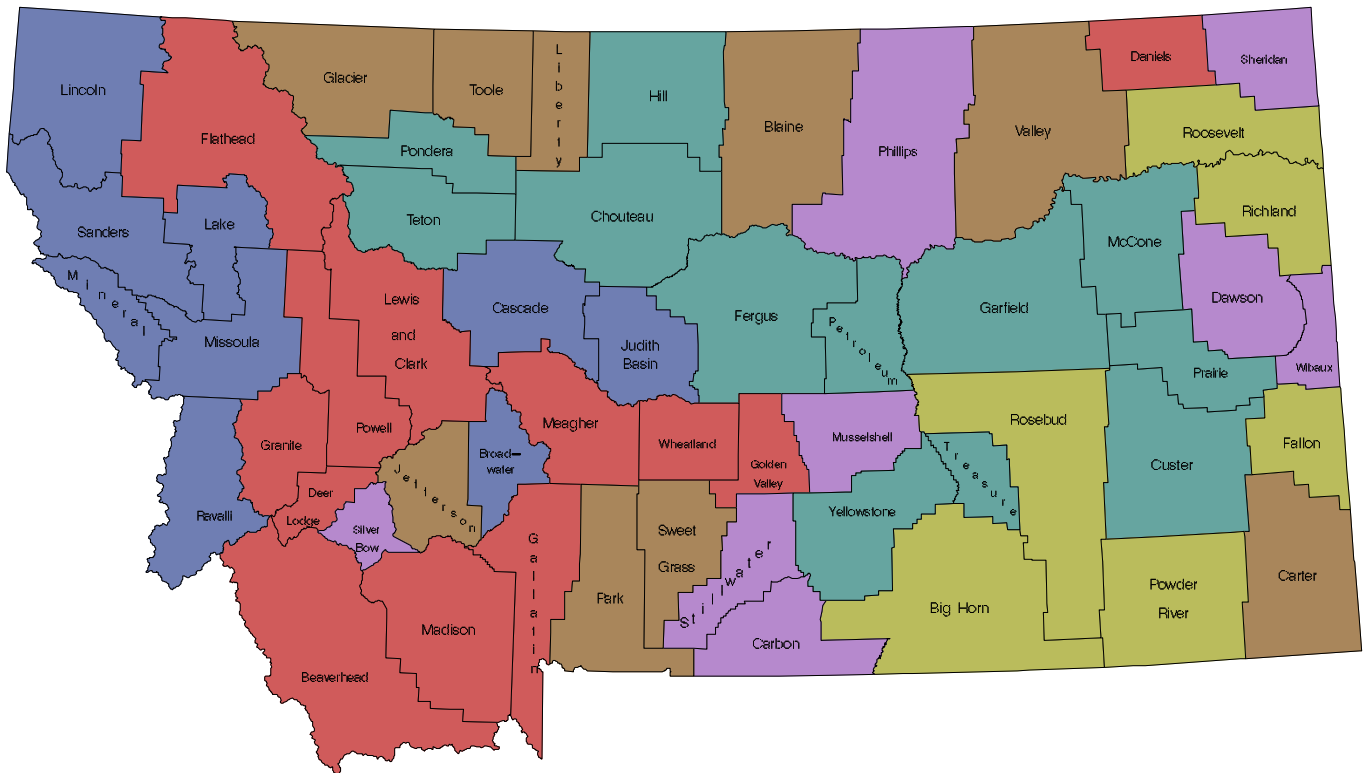 Lincoln
Flathead
Glacier
Toole
Liberty
Hill
Blaine
Phillips
Valley
Daniels
Sheridan
Roosevelt
Pondera
Teton
Chouteau
Sanders
Lake
Richland
McCone
Dawson
Mineral
Missoula
Lewis
and
Clark
Cascade
Judith
Basin
Fergus
Petroleum
Garfield
Prairie
Wibaux
Granite
Powell
Meagher
Wheatland
Golden
Valley
Musselshell
Rosebud
Treasure
Custer
Fallon
Broad-
water
Jefferson
Deer
Lodge
Silver
Bow
Ravalli
Yellowstone
Sweet
Grass
Stillwater
Gallatin
Park
Big Horn
Powder
River
Carter
Madison
Carbon
Beaverhead